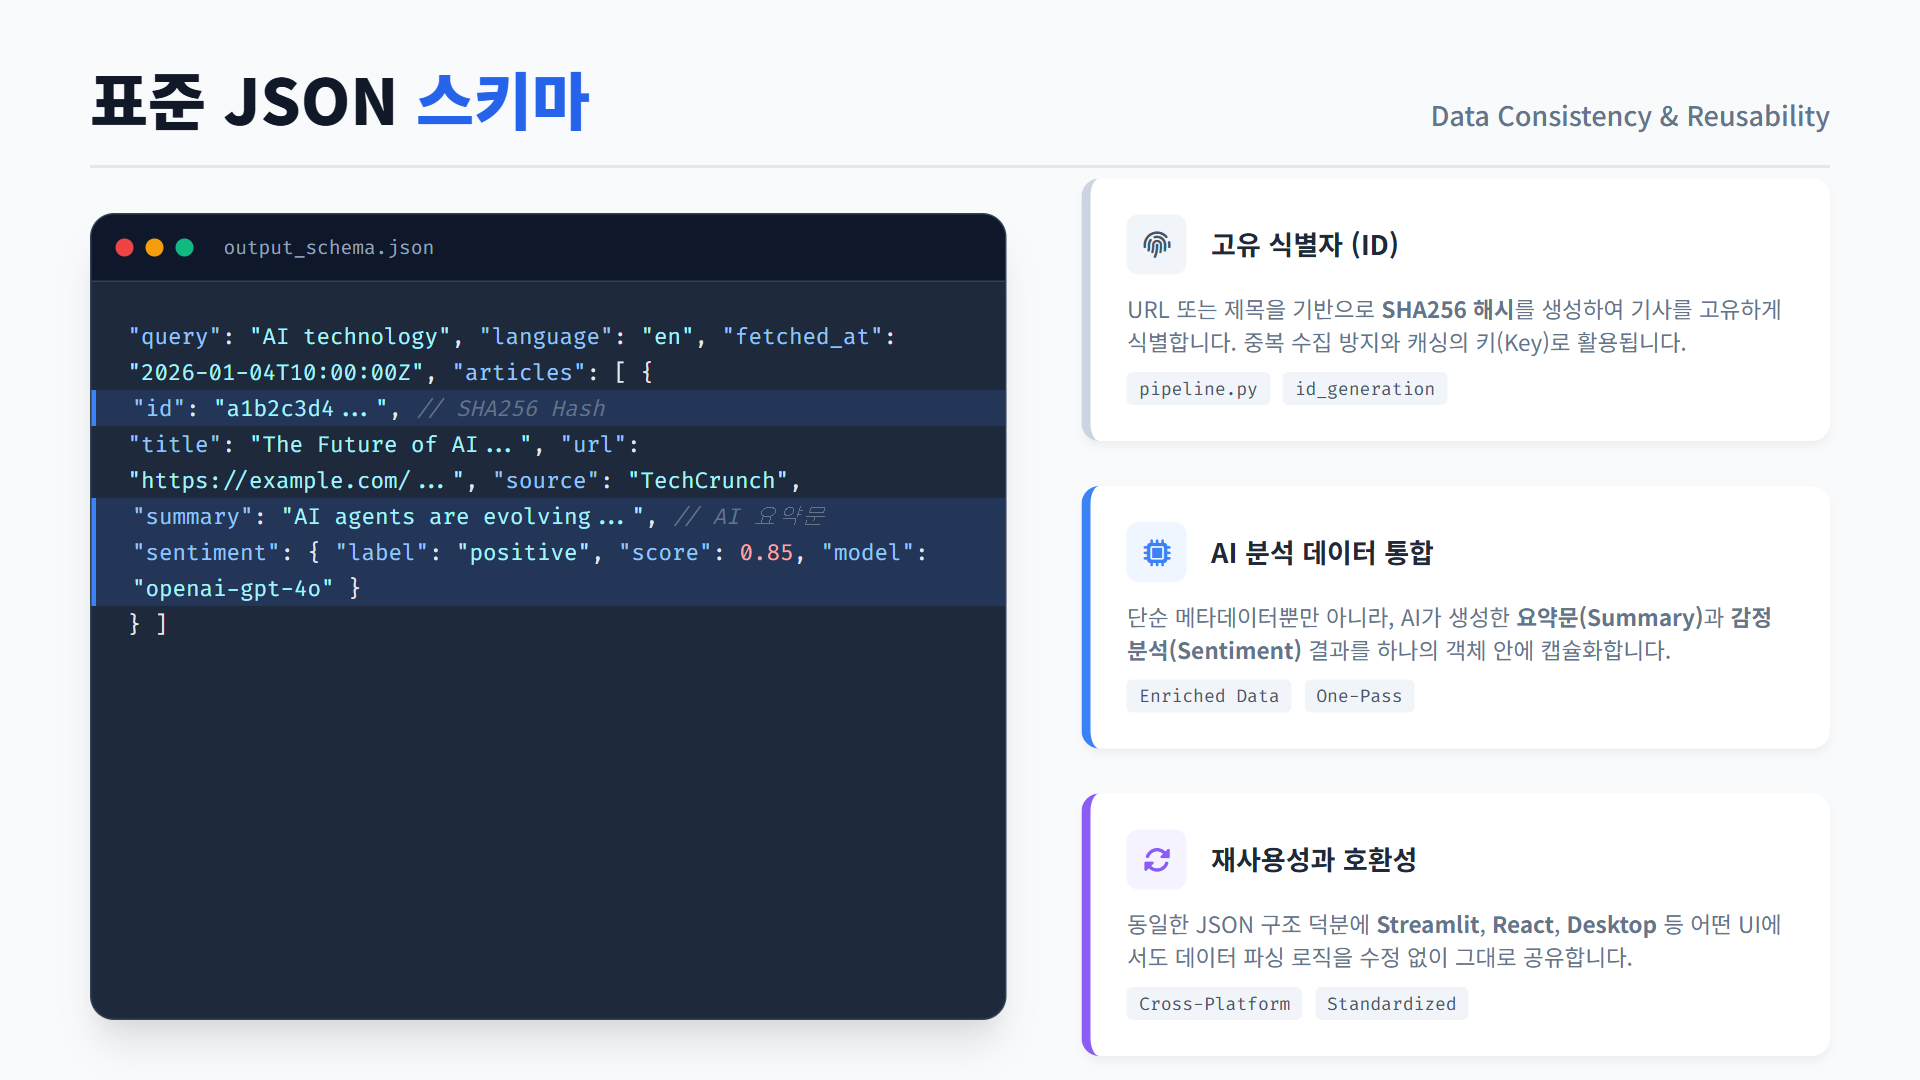 표준 JSON 스키마
Data Consistency & Reusability
output_schema.json
"query": "AI technology", "language": "en", "fetched_at":
"2026-01-04T10:00:00Z", "articles": [ {
"id": "a1b2c3d4...", // SHA256 Hash
"title": "The Future of AI...", "url":
"https://example.com/...", "source": "TechCrunch",
"summary": "AI agents are evolving...", // AI 요약문
"sentiment": { "label": "positive", "score": 0.85, "model":
"openai-gpt-4o" }
} ]
고유 식별자 (ID)
URL 또는 제목을 기반으로 SHA256 해시를 생성하여 기사를 고유하게
식별합니다. 중복 수집 방지와 캐싱의 키(Key)로 활용됩니다.
pipeline.py id_generation
AI 분석 데이터 통합
단순 메타데이터뿐만 아니라, AI가 생성한 요약문(Summary)과 감정
분석(Sentiment) 결과를 하나의 객체 안에 캡슐화합니다.
Enriched Data One-Pass
재사용성과 호환성
동일한 JSON 구조 덕분에 Streamlit, React, Desktop 등 어떤 UI에
서도 데이터 파싱 로직을 수정 없이 그대로 공유합니다.
Cross-Platform Standardized